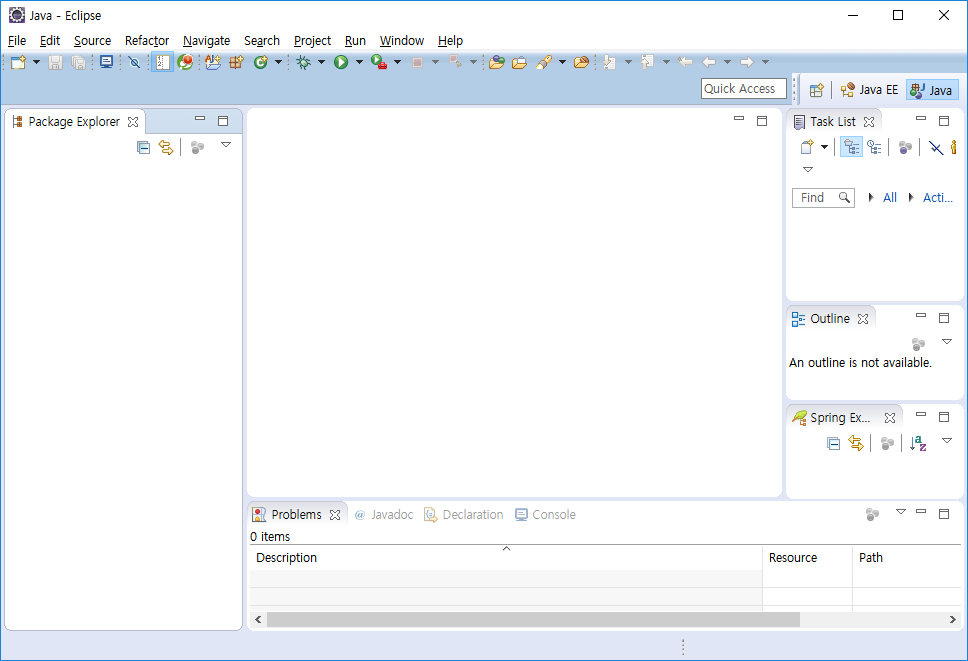 Java - Eclipse
File Edit Source Refactor Navigate Search Project Run Window Help
Quick Access
Java EE
Java
Package Explorer
Task List
Find
All
Acti...
Outline
An outline is not available.
Spring Ex...
Problems
@ Javadoc
Declaration
Console
0 items
Description Resource Path